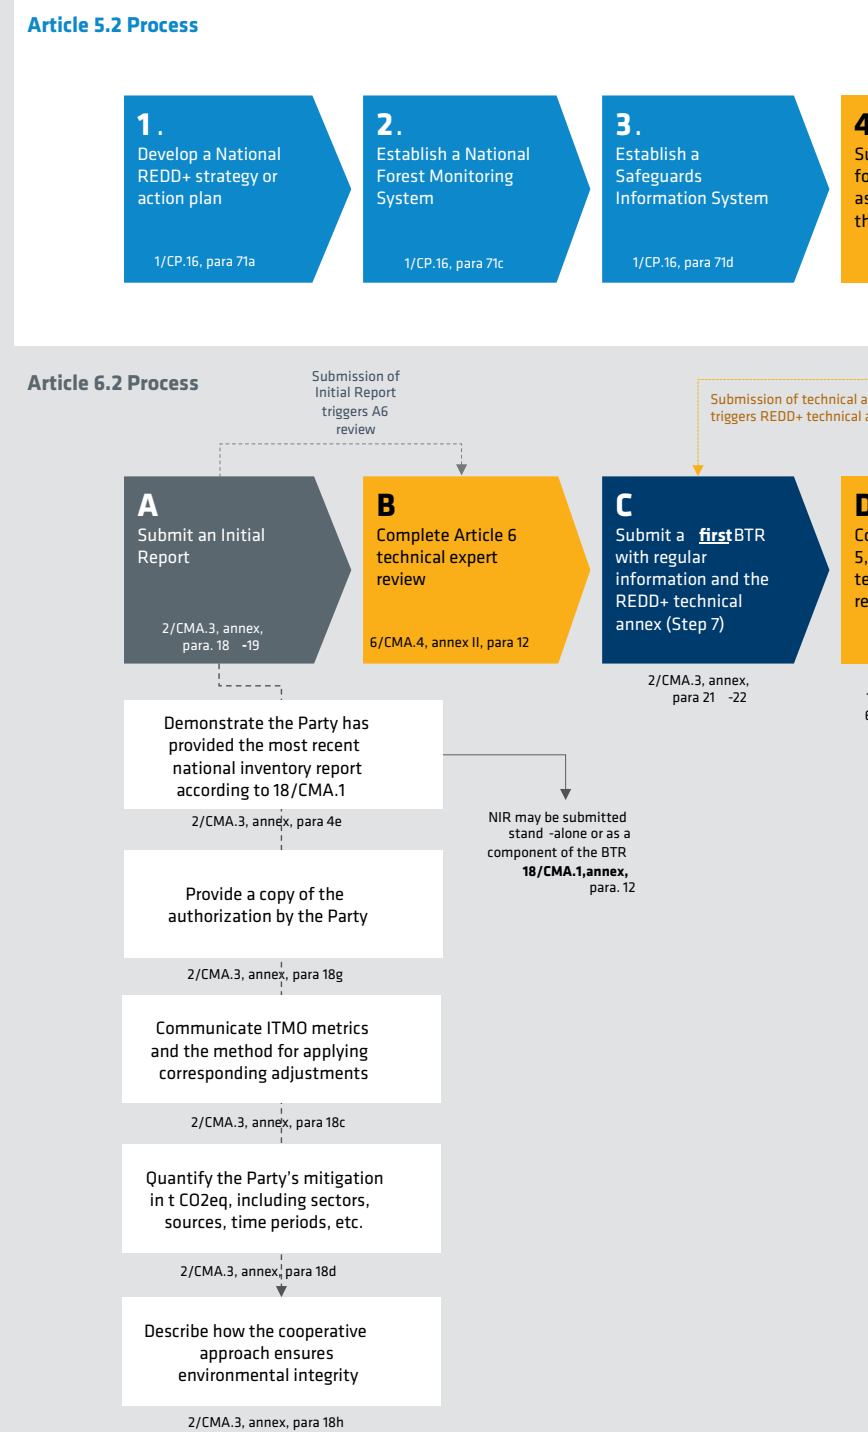 Article 5.2 Process
1.
Develop a National
REDD+ strategy or
action plan
1/CP.16, para 71a
2.
Establish a National
Forest Monitoring
System
1/CP.16, para 71c
3.
Establish a
Safeguards
Information System
1/CP.16, para 71d
4
Article 6.2 Process
Submission of
Initial Report
triggers A6
review
Submission of technical a
triggers REDD+ technical a
A
Submit an Initial
Report
2/CMA.3, annex,
para. 18 -19
B
Complete Article 6
technical expert
review
6/CMA.4, annex II, para 12
C
Submit a first BTR
with regular
information and the
REDD+ technical
annex (Step 7)
2/CMA.3, annex,
para 21 -22
D
5,
Demonstrate the Party has
provided the most recent
national inventory report
according to 18/CMA.1
2/CMA.3, annex, para 4e
NIR may be submitted
stand -alone or as a
component of the BTR
18/CMA.1,annex,
para. 12
Provide a copy of the
authorization by the Party
2/CMA.3, annex, para 18g
Communicate ITMO metrics
and the method for applying
corresponding adjustments
2/CMA.3, annex, para 18c
Quantify the Party's mitigation
in t CO2eq, including sectors,
sources, time periods, etc.
2/CMA.3, annex, para 18d
Describe how the cooperative
approach ensures
environmental integrity
2/CMA.3, annex, para 18h